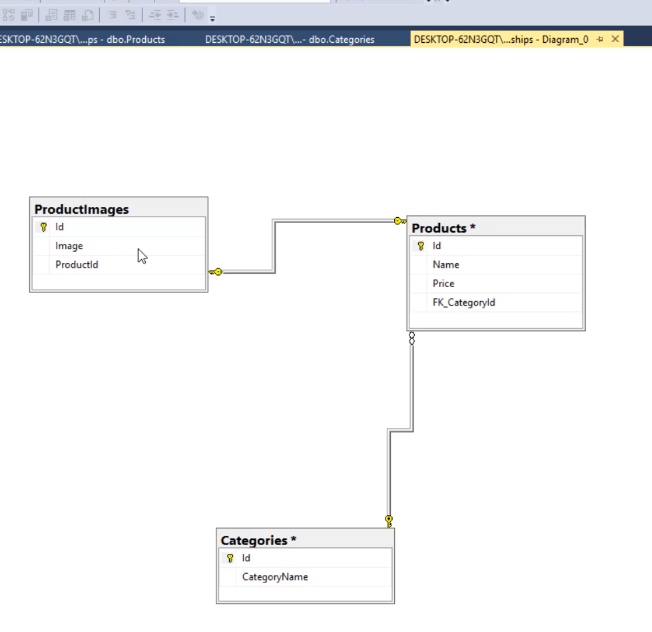 ESKTOP-62N3GQT\...ps - dbo.Products
DESKTOP-62N3GQT\...- dbo.Categories
DESKTOP-62N3GQT\...ships - Diagram_0
ProductImages
Id
Image
ProductId
Products *
Id
Name
Price
FK_CategoryId
Categories *
Id
CategoryName